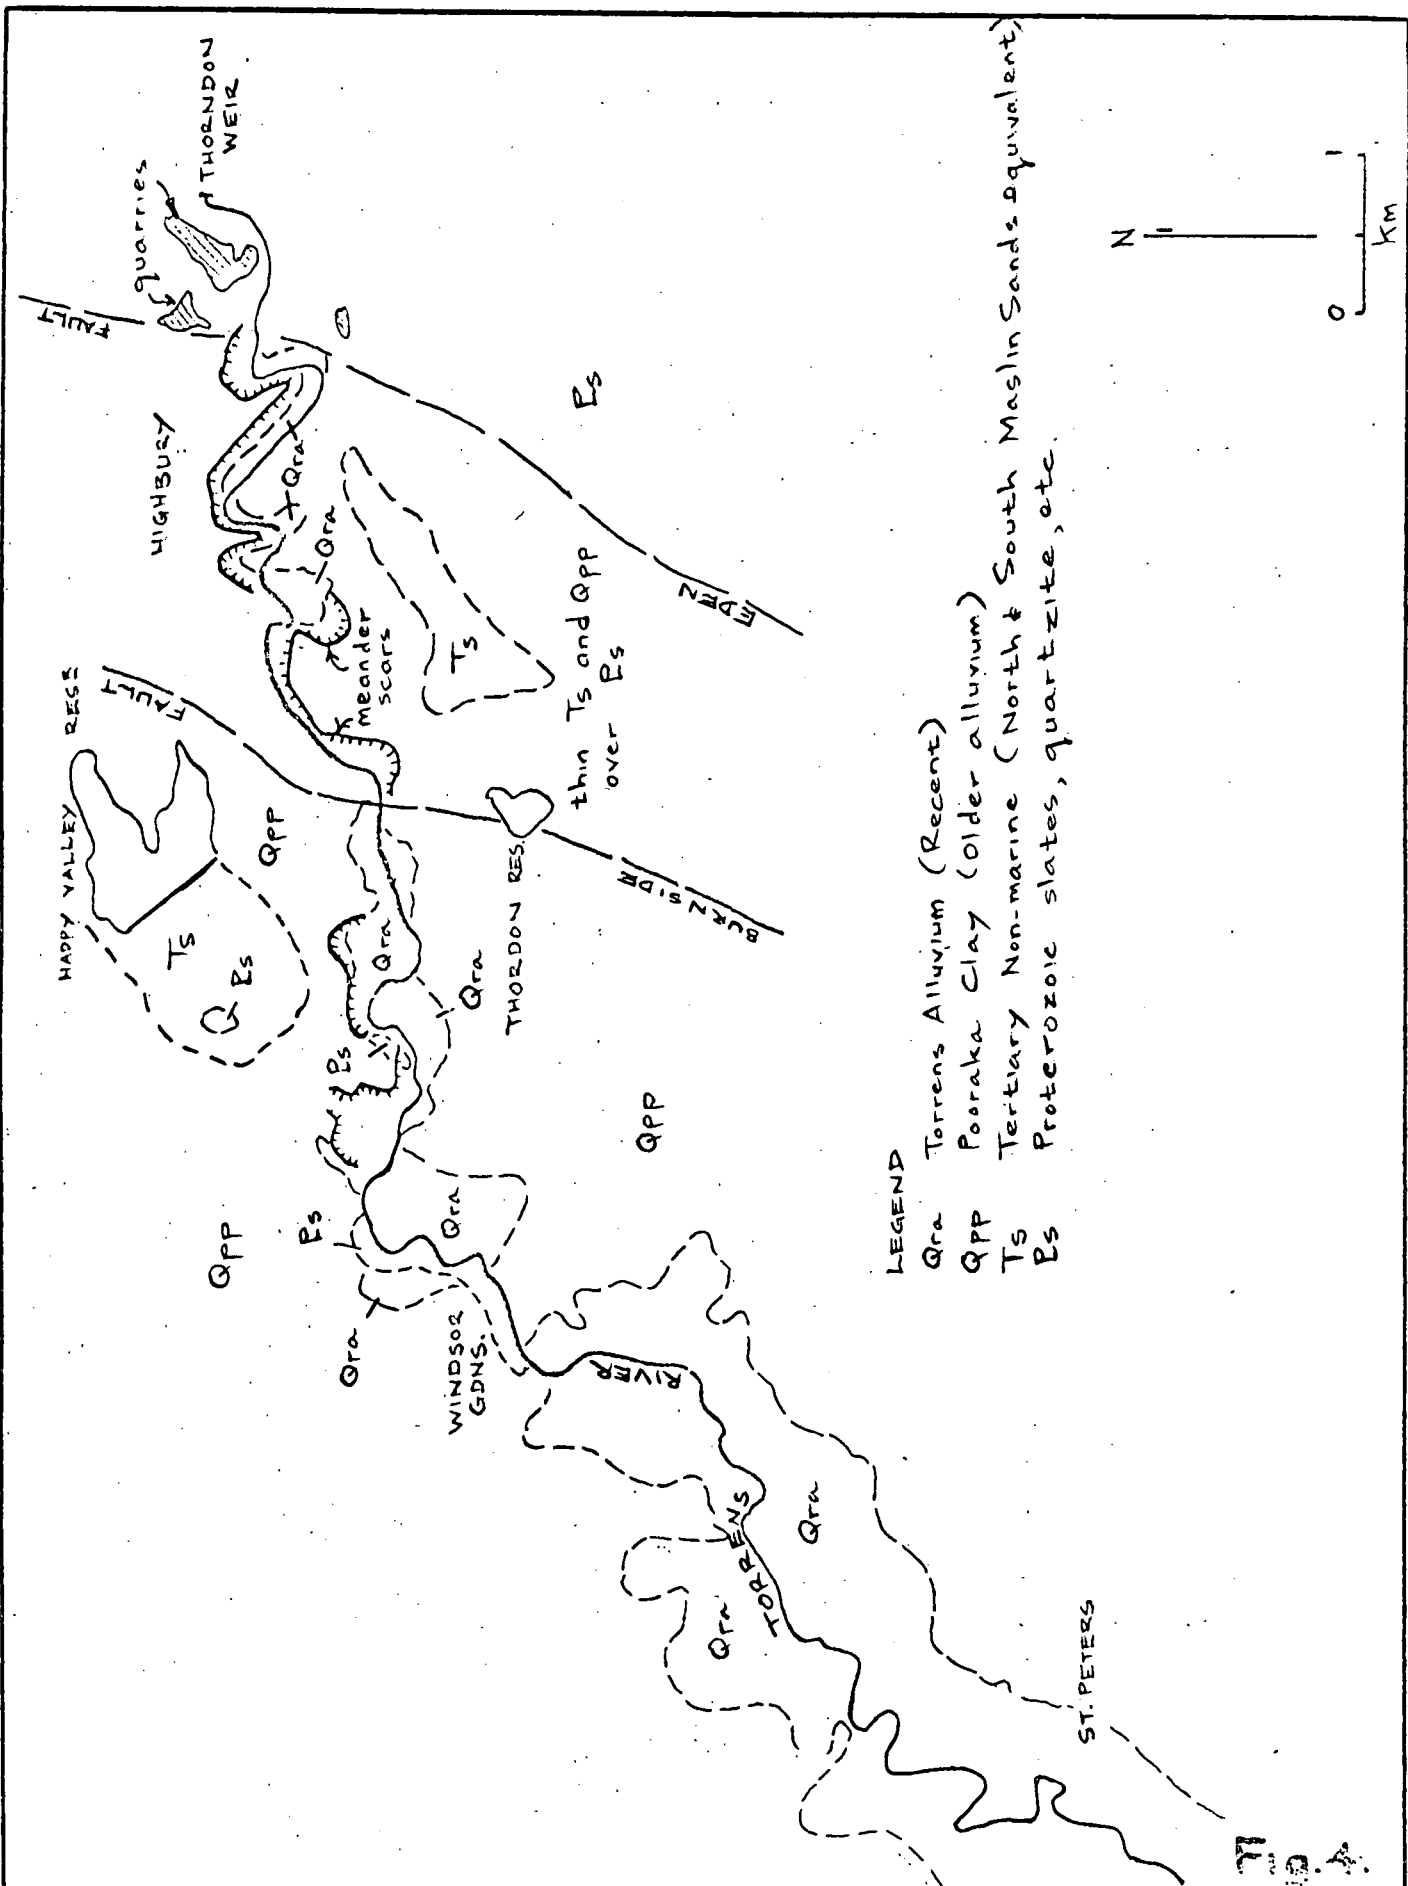 THORNDON
WEIR.
quarries
FAULT
HIGHBURY
Qra
Qra
meander
scars
Ts
Ps
EDEN
thin Ts and Qpp
over Ps
HAPPY VALLEY RESR
FAULT
Qpp
Ts
Ps
THORDON RES.
BURNSIDE
Qra
Qra
Ps
Qpp
Qpp
Ps
Qra
Qra
WINDSOR
GDNS.
RIVER
TORRENS
Qra
Qra
ST. PETERS
LEGEND
Qra Torrens Alluvium (Recent)
Qpp Pooraka Clay (Older alluvium)
Ts Tertiary Non-marine (North & South Maslin Sands equivalent)
Ps Proterozoic slates, quartzite, etc.
N
0 1
km
Fig. 4.